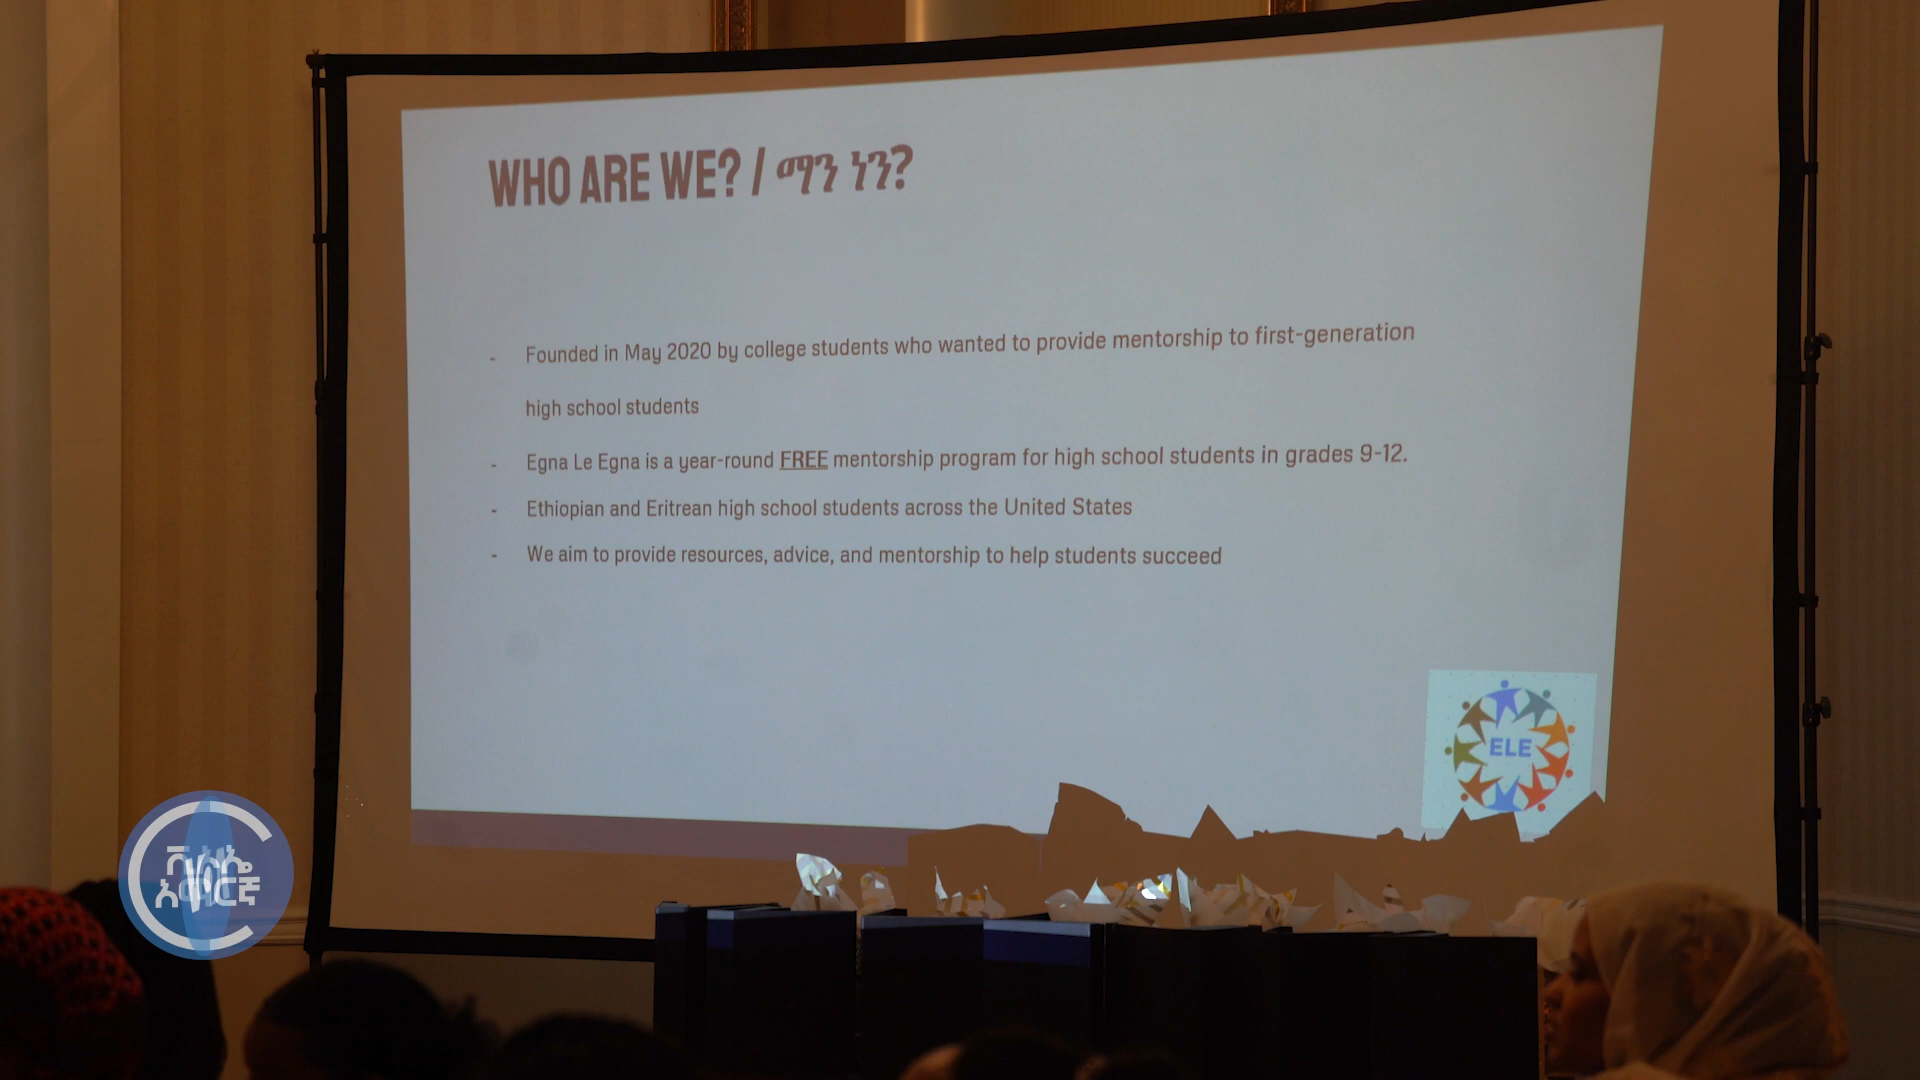 WHO ARE WE? / ማን ነን?
- Founded in May 2020 by college students who wanted to provide mentorship to first-generation
high school students
- Egna Le Egna is a year-round FREE mentorship program for high school students in grades 9-12.
- Ethiopian and Eritrean high school students across the United States
- We aim to provide resources, advice, and mentorship to help students succeed
ELE